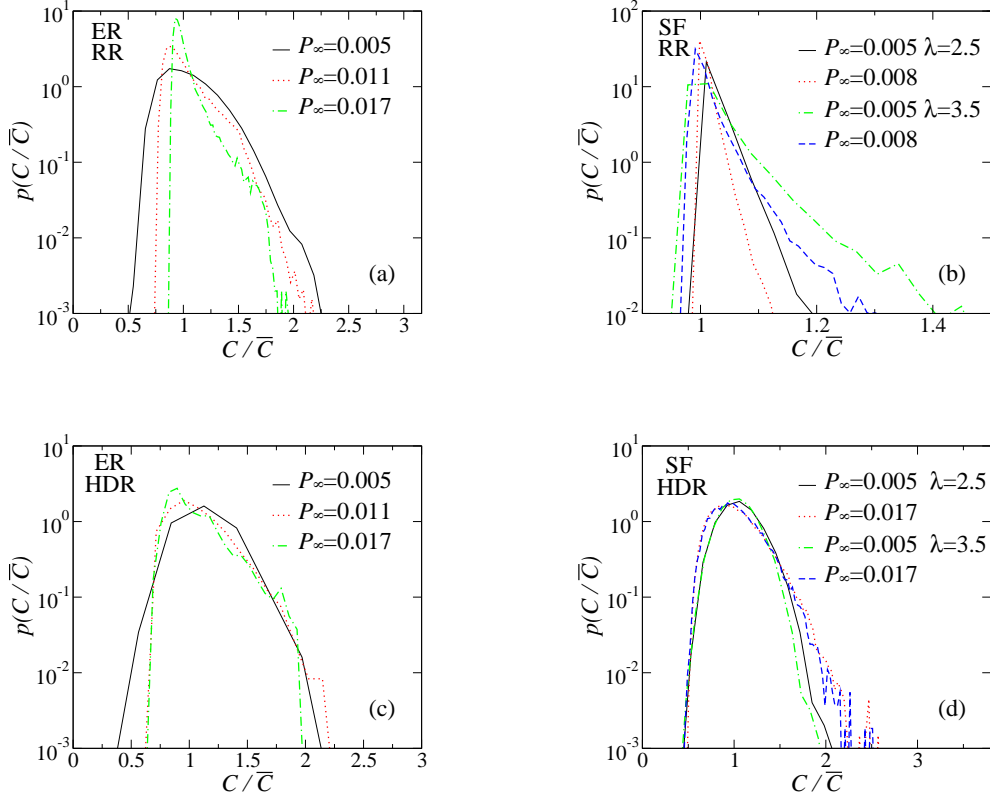 ER
RR
P∞=0.005
P∞=0.011
P∞=0.017
(a)
10^1
10^0
10^-1
10^-2
10^-3
0 0.5 1 1.5 2 2.5 3
p(C / C̅)
C / C̅
SF
RR
P∞=0.005 λ=2.5
P∞=0.008
P∞=0.005 λ=3.5
P∞=0.008
(b)
10^2
10^1
10^0
10^-1
10^-2
1 1.2 1.4
p(C / C̅)
C / C̅
ER
HDR
P∞=0.005
P∞=0.011
P∞=0.017
(c)
10^1
10^0
10^-1
10^-2
10^-3
0 0.5 1 1.5 2 2.5 3
p(C / C̅)
C / C̅
SF
HDR
P∞=0.005 λ=2.5
P∞=0.017
P∞=0.005 λ=3.5
P∞=0.017
(d)
10^1
10^0
10^-1
10^-2
10^-3
0 1 2 3
p(C / C̅)
C / C̅